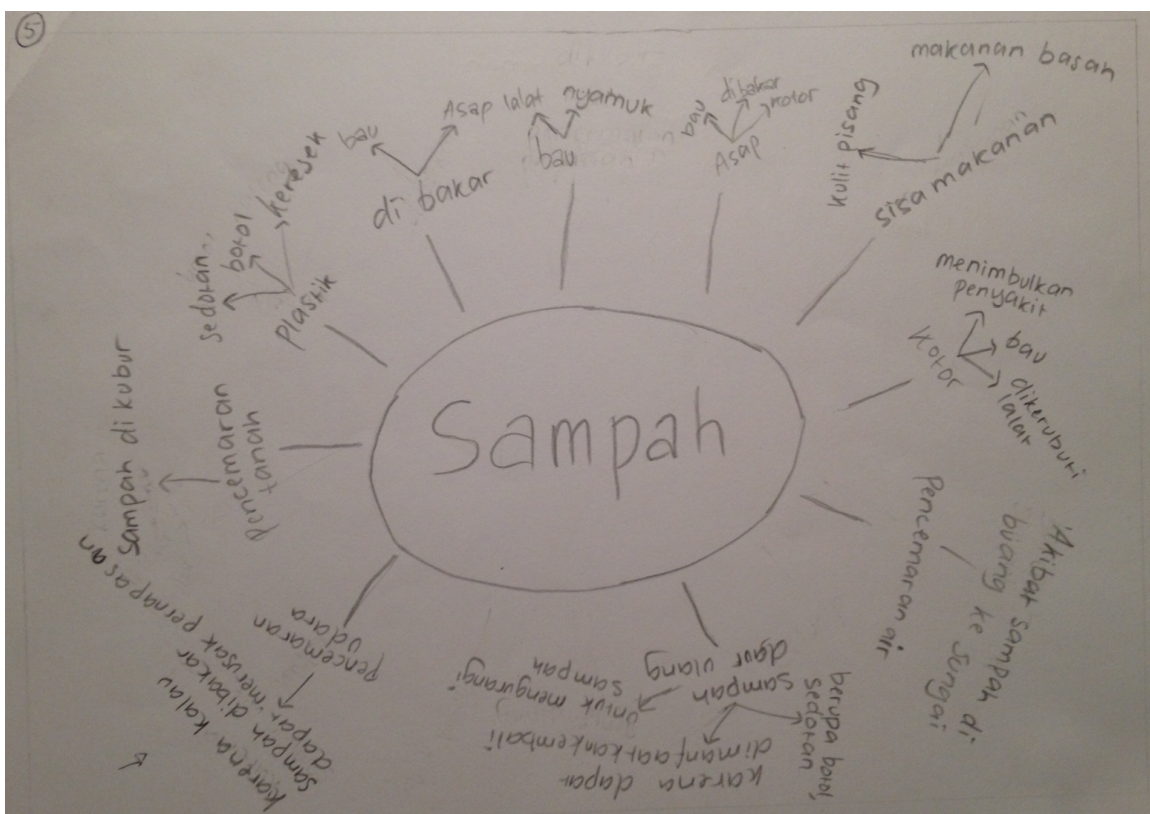 5
Sampah
di bakar
bau
Asap
bau
lalat
nyamuk
Asap
bau
dibakar
motor
sisa makanan
kulit pisang
makanan basah
kotor
menimbulkan
penyakit
bau
dikerubuti
lalat
Pencemaran air
Akibat sampah di
buang ke sungai
daur ulang
sampah
berupa botol,
sedotan
karena dapat
dimanfaatkan kembali
untuk mengurangi
sampah
pencemaran
udara
karena kalau
sampah dibakar
dapat merusak pernapasan
pencemaran
tanah
sampah di kubur
Plastik
sedotan...
botol
keresek